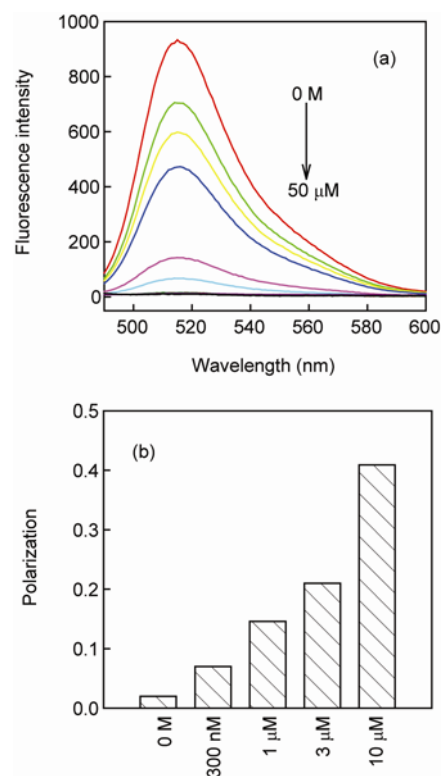 1000
(a)
800
0 M
600
400
50 μM
200
0
Fluorescence intensity
500 520 540 560 580 600
Wavelength (nm)
0.5
(b)
0.4
0.3
0.2
0.1
0.0
Polarization
0 M
300 nM
1 μM
3 μM
10 μM